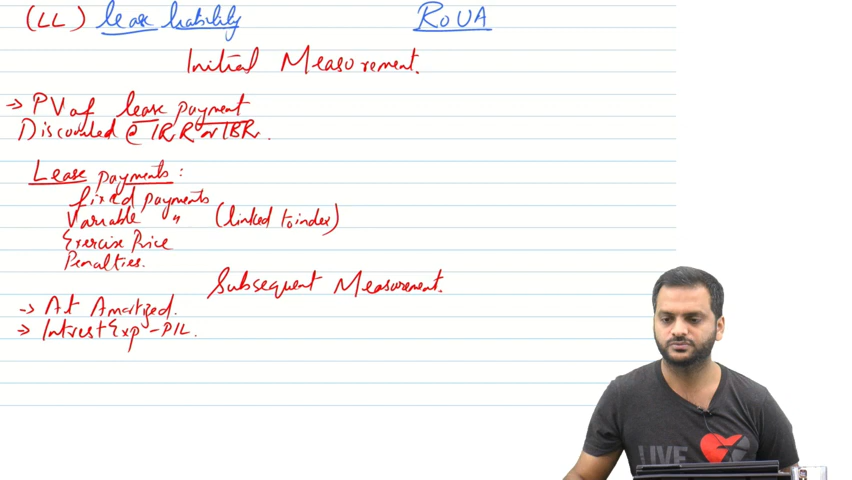 (LL) Lease liability
RoUA
Initial Measurement.
→ PV of lease payment
Discounted @ IRR or IBR.
Lease payments :
fixed payments
Variable " (linked to index)
Exercise Price
Penalties.
Subsequent Measurement.
→ At Amortized.
→ Intrest Exp - P/L.
LIVE